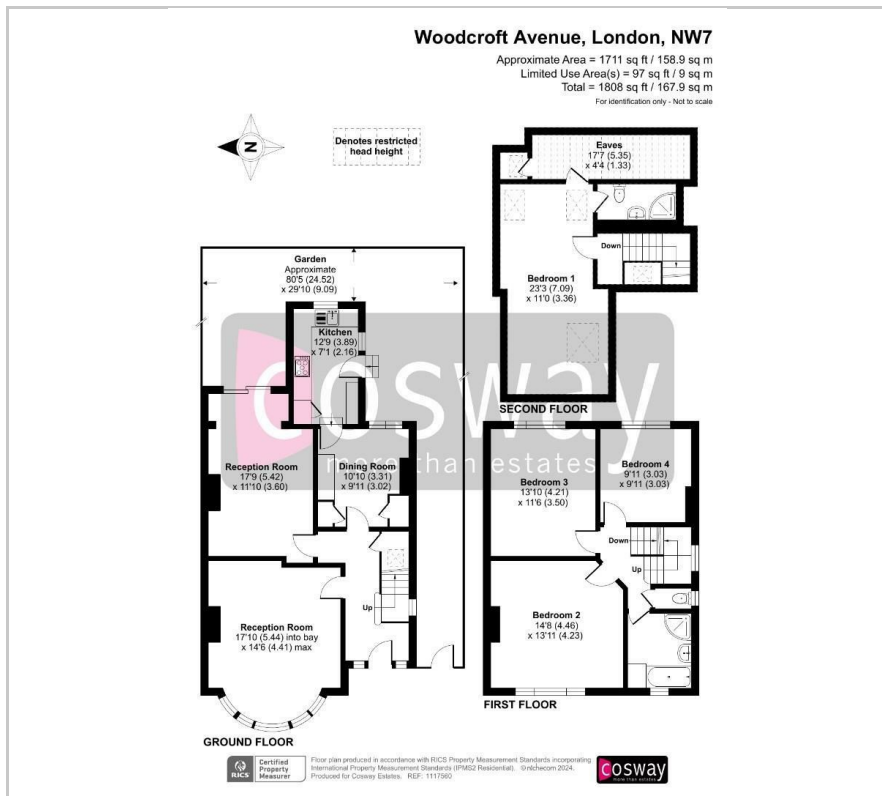 Woodcroft Avenue, London, NW7
Approximate Area = 1711 sq ft / 158.9 sq m
Limited Use Area(s) = 97 sq ft / 9 sq m
Total = 1808 sq ft / 167.9 sq m
For identification only - Not to scale
N
Denotes restricted
head height
Eaves
17'7 (5.35)
x 4'4 (1.33)
Down
Bedroom 1
23'3 (7.09)
x 11'0 (3.36)
SECOND FLOOR
Garden
Approximate
80'5 (24.52)
x 29'10 (9.09)
Kitchen
12'9 (3.89)
x 7'1 (2.16)
cosway
more than estates
Reception Room
17'9 (5.42)
x 11'10 (3.60)
Dining Room
10'10 (3.31)
x 9'11 (3.02)
Up
Reception Room
17'10 (5.44) into bay
x 14'6 (4.41) max
GROUND FLOOR
Bedroom 3
13'10 (4.21)
x 11'6 (3.50)
Bedroom 4
9'11 (3.03)
x 9'11 (3.03)
Down
Up
Bedroom 2
14'8 (4.46)
x 13'11 (4.23)
FIRST FLOOR
RICS
Certified
Property
Measurer
Floor plan produced in accordance with RICS Property Measurement Standards incorporating
International Property Measurement Standards (IPMS2 Residential). ©nichecom 2024.
Produced for Cosway Estates. REF: 1117560
cosway
more than estates